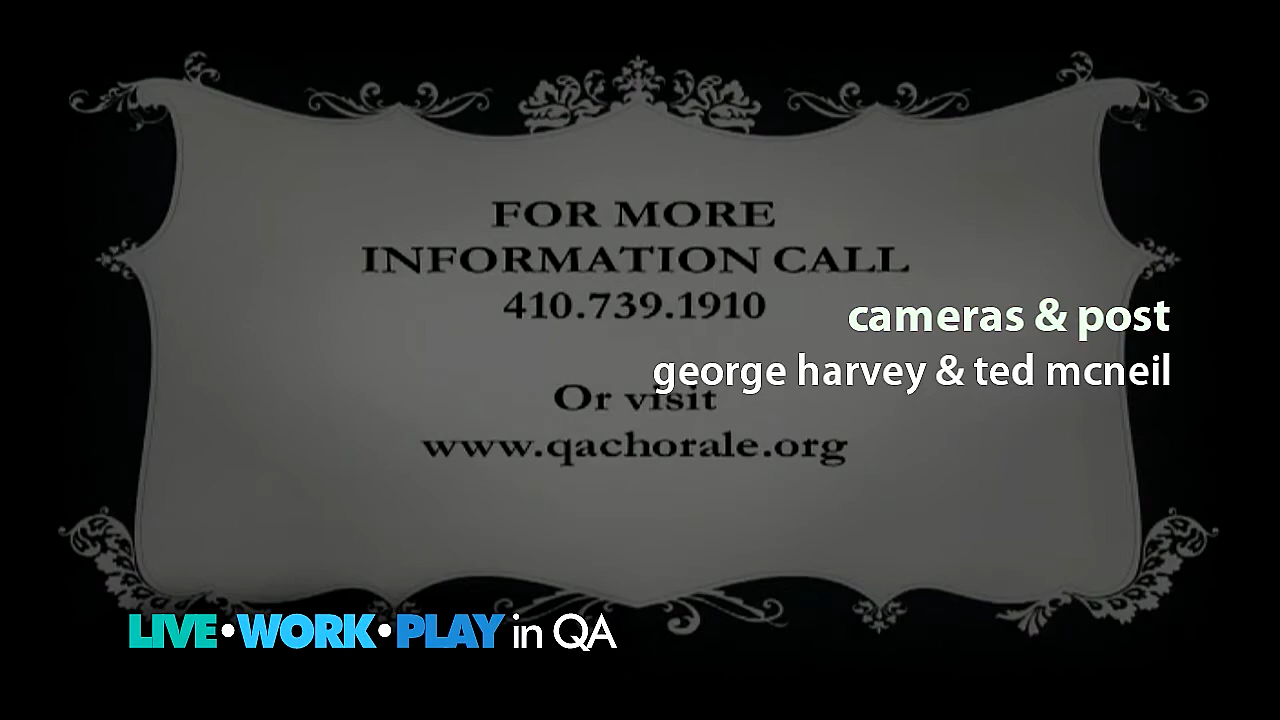 FOR MORE
INFORMATION CALL
410.739.1910
cameras & post
george harvey & ted mcneil
Or visit
www.qachorale.org
LIVE•WORK•PLAY in QA